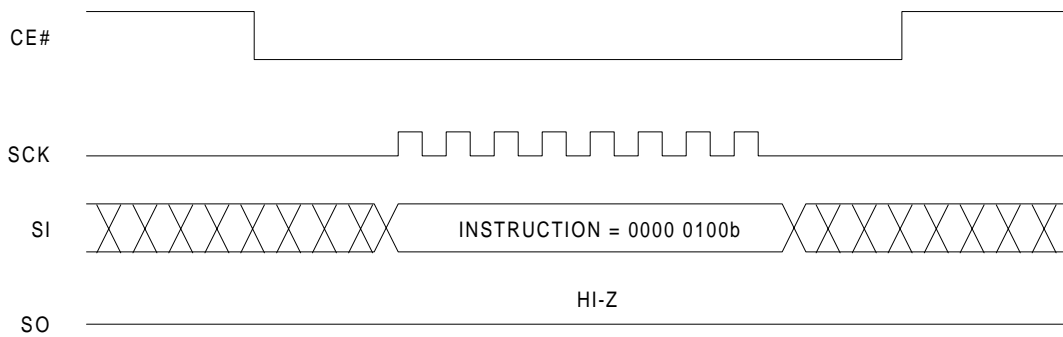 CE#
SCK
SI
INSTRUCTION = 0000 0100b
HI-Z
SO